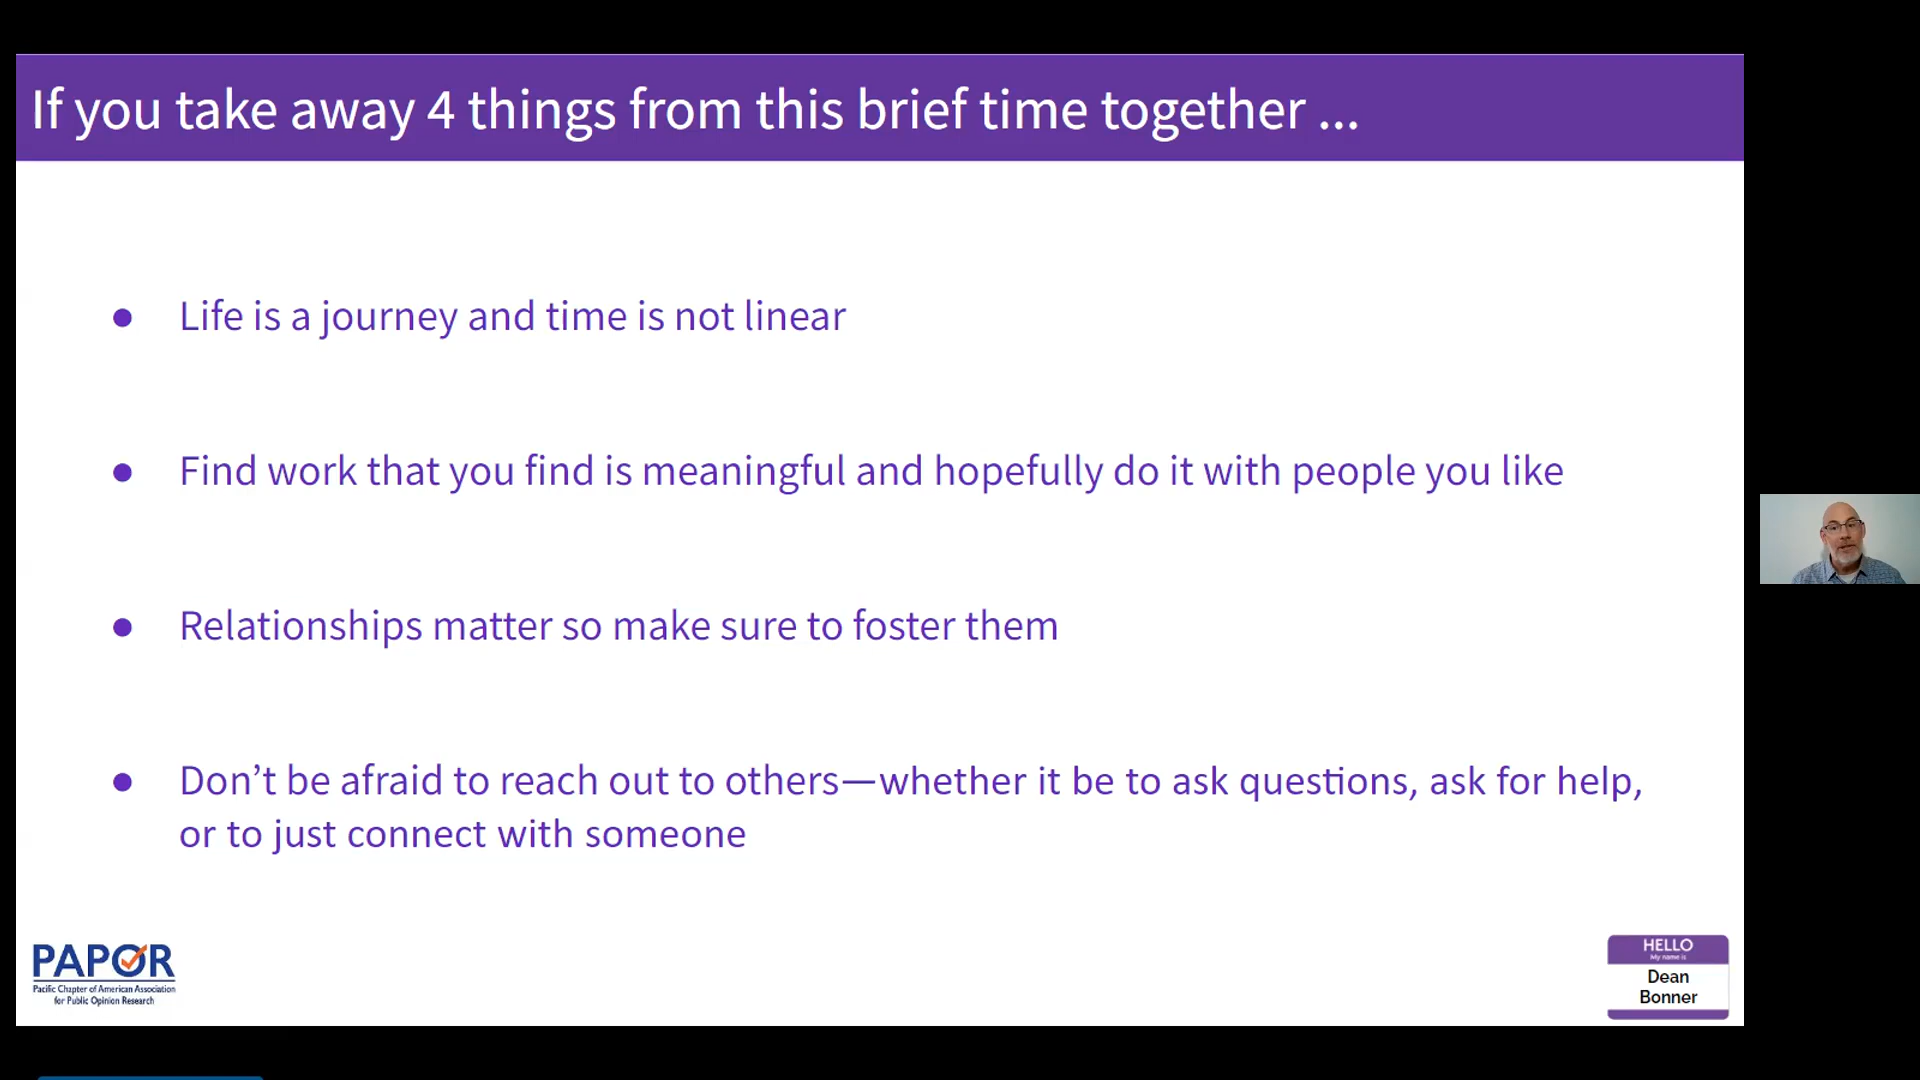 If you take away 4 things from this brief time together ...
● Life is a journey and time is not linear
● Find work that you find is meaningful and hopefully do it with people you like
● Relationships matter so make sure to foster them
● Don’t be afraid to reach out to others—whether it be to ask questions, ask for help,
or to just connect with someone
PAPOR
Pacific Chapter of American Association
for Public Opinion Research
HELLO
My name is
Dean
Bonner